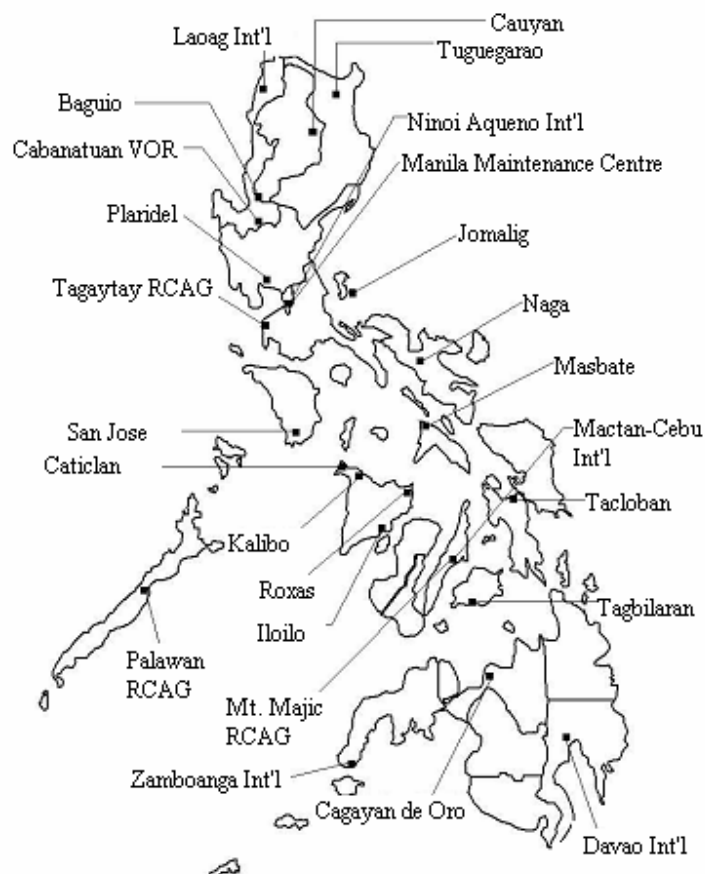 Cauyan
Tuguegarao
Laoag Int'l
Baguio
Ninoi Aqueno Int'l
Cabanatuan VOR
Manila Maintenance Centre
Plaridel
Jomalig
Tagaytay RCAG
Naga
Masbate
San Jose
Mactan-Cebu
Int'l
Caticlan
Tacloban
Kalibo
Roxas
Tagbilaran
Iloilo
Palawan
RCAG
Mt. Majic
RCAG
Zamboanga Int'l
Cagayan de Oro
Davao Int'l